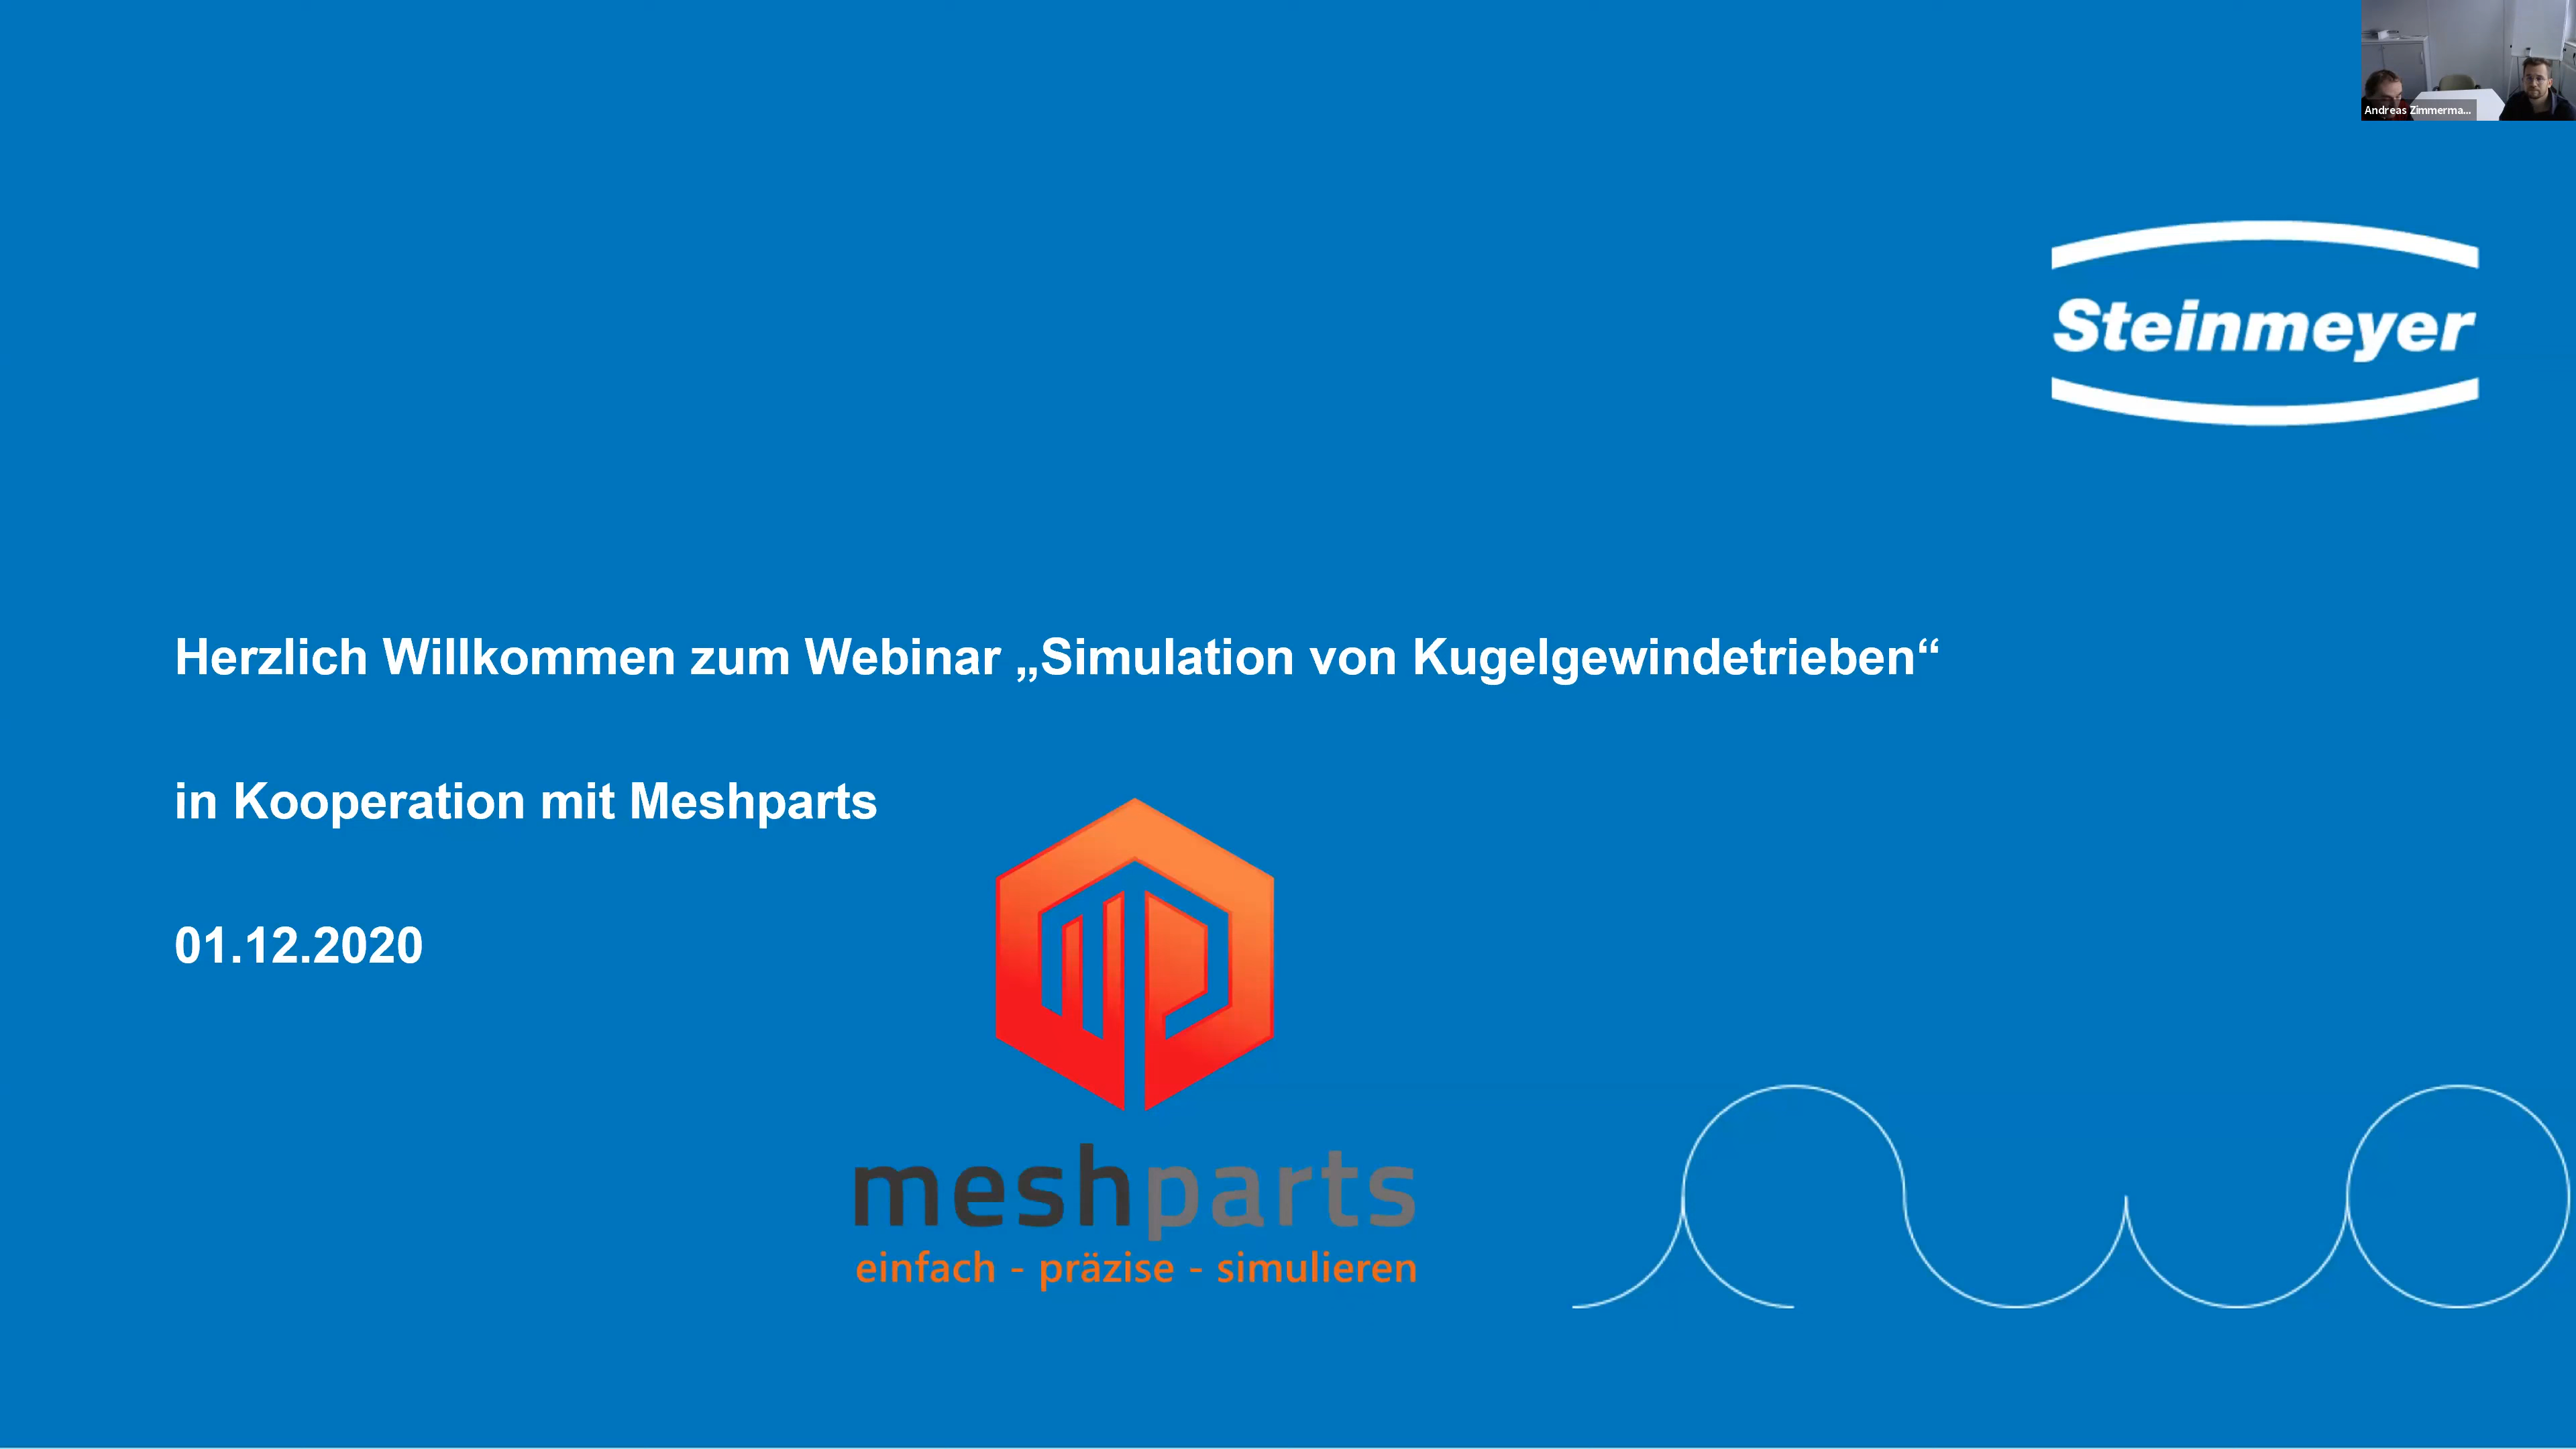 Andreas Zimmerma...
Steinmeyer
Herzlich Willkommen zum Webinar „Simulation von Kugelgewindetrieben“
in Kooperation mit Meshparts
01.12.2020
meshparts
einfach - präzise - simulieren